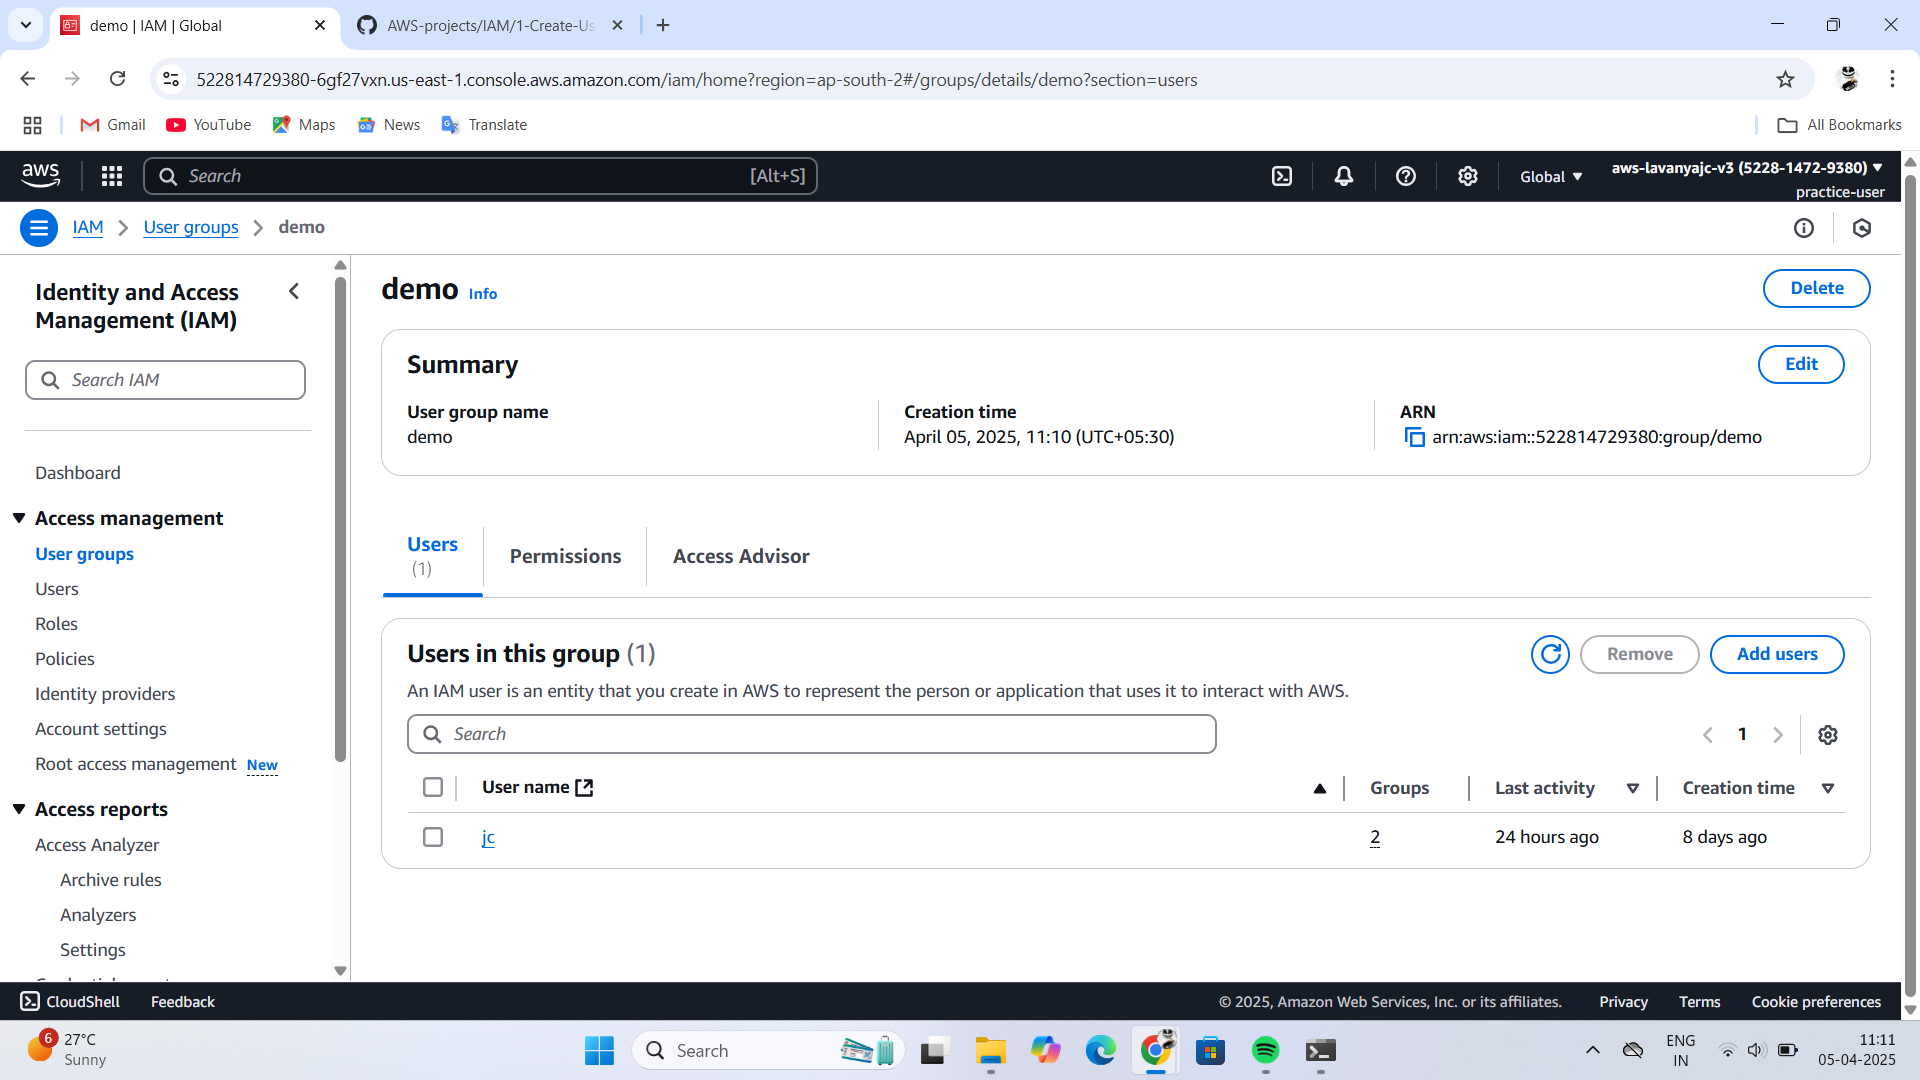 demo | IAM | Global
AWS-projects/IAM/1-Create-Us
522814729380-6gf27vxn.us-east-1.console.aws.amazon.com/iam/home?region=ap-south-2#/groups/details/demo?section=users
Gmail
YouTube
Maps
News
Translate
All Bookmarks
aws
Search
[Alt+S]
Global
aws-lavanyajc-v3 (5228-1472-9380)
practice-user
IAM
User groups
demo
Identity and Access
Management (IAM)
Search IAM
Dashboard
Access management
User groups
Users
Roles
Policies
Identity providers
Account settings
Root access management New
Access reports
Access Analyzer
Archive rules
Analyzers
Settings
demo Info
Delete
Summary
Edit
User group name
demo
Creation time
April 05, 2025, 11:10 (UTC+05:30)
ARN
arn:aws:iam::522814729380:group/demo
Users
(1)
Permissions
Access Advisor
Users in this group (1)
Remove
Add users
An IAM user is an entity that you create in AWS to represent the person or application that uses it to interact with AWS.
Search
1
User name
Groups
Last activity
Creation time
jc
2
24 hours ago
8 days ago
CloudShell
Feedback
© 2025, Amazon Web Services, Inc. or its affiliates.
Privacy
Terms
Cookie preferences
6
27°C
Sunny
Search
ENG
IN
11:11
05-04-2025